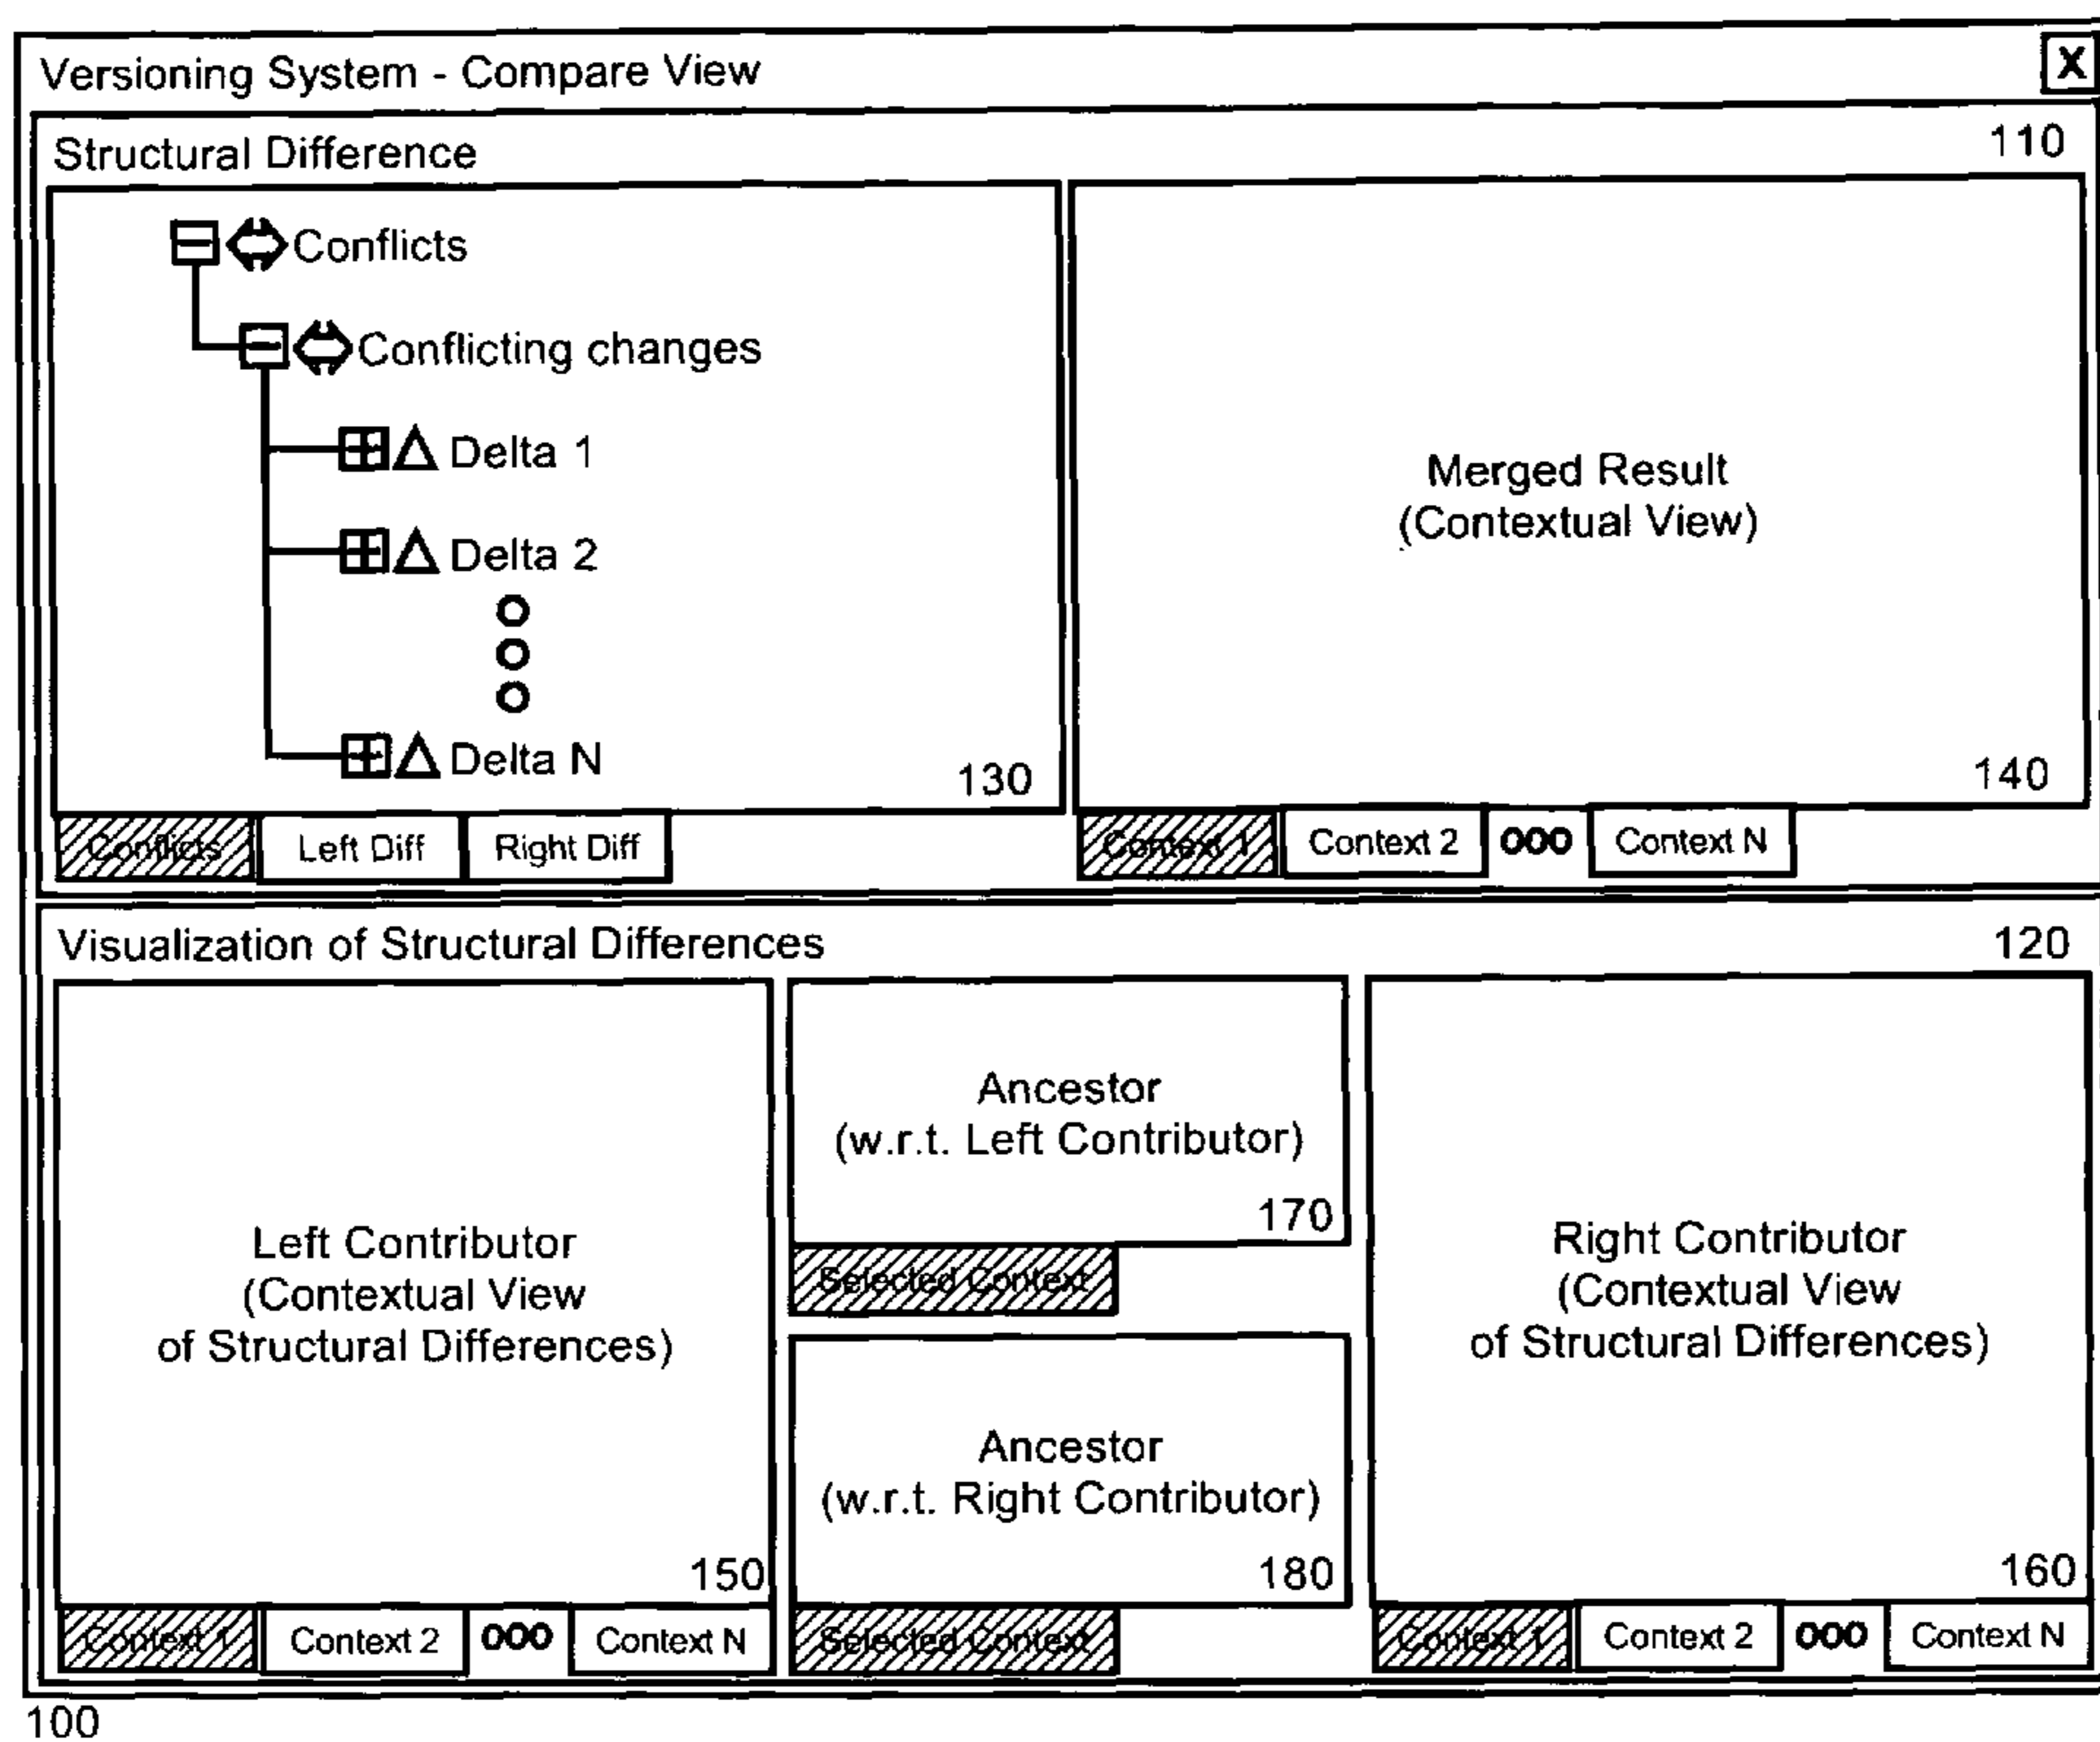 Versioning System - Compare View
X
Structural Difference
110
Conflicts
Conflicting changes
Delta 1
Delta 2
Delta N
130
Merged Result
(Contextual View)
140
Conflicts
Left Diff
Right Diff
Context 1
Context 2
Context N
Visualization of Structural Differences
120
Left Contributor
(Contextual View
of Structural Differences)
150
Context 1
Context 2
Context N
Ancestor
(w.r.t. Left Contributor)
170
Selected Context
Ancestor
(w.r.t. Right Contributor)
180
Selected Context
Right Contributor
(Contextual View
of Structural Differences)
160
Context 1
Context 2
Context N
100